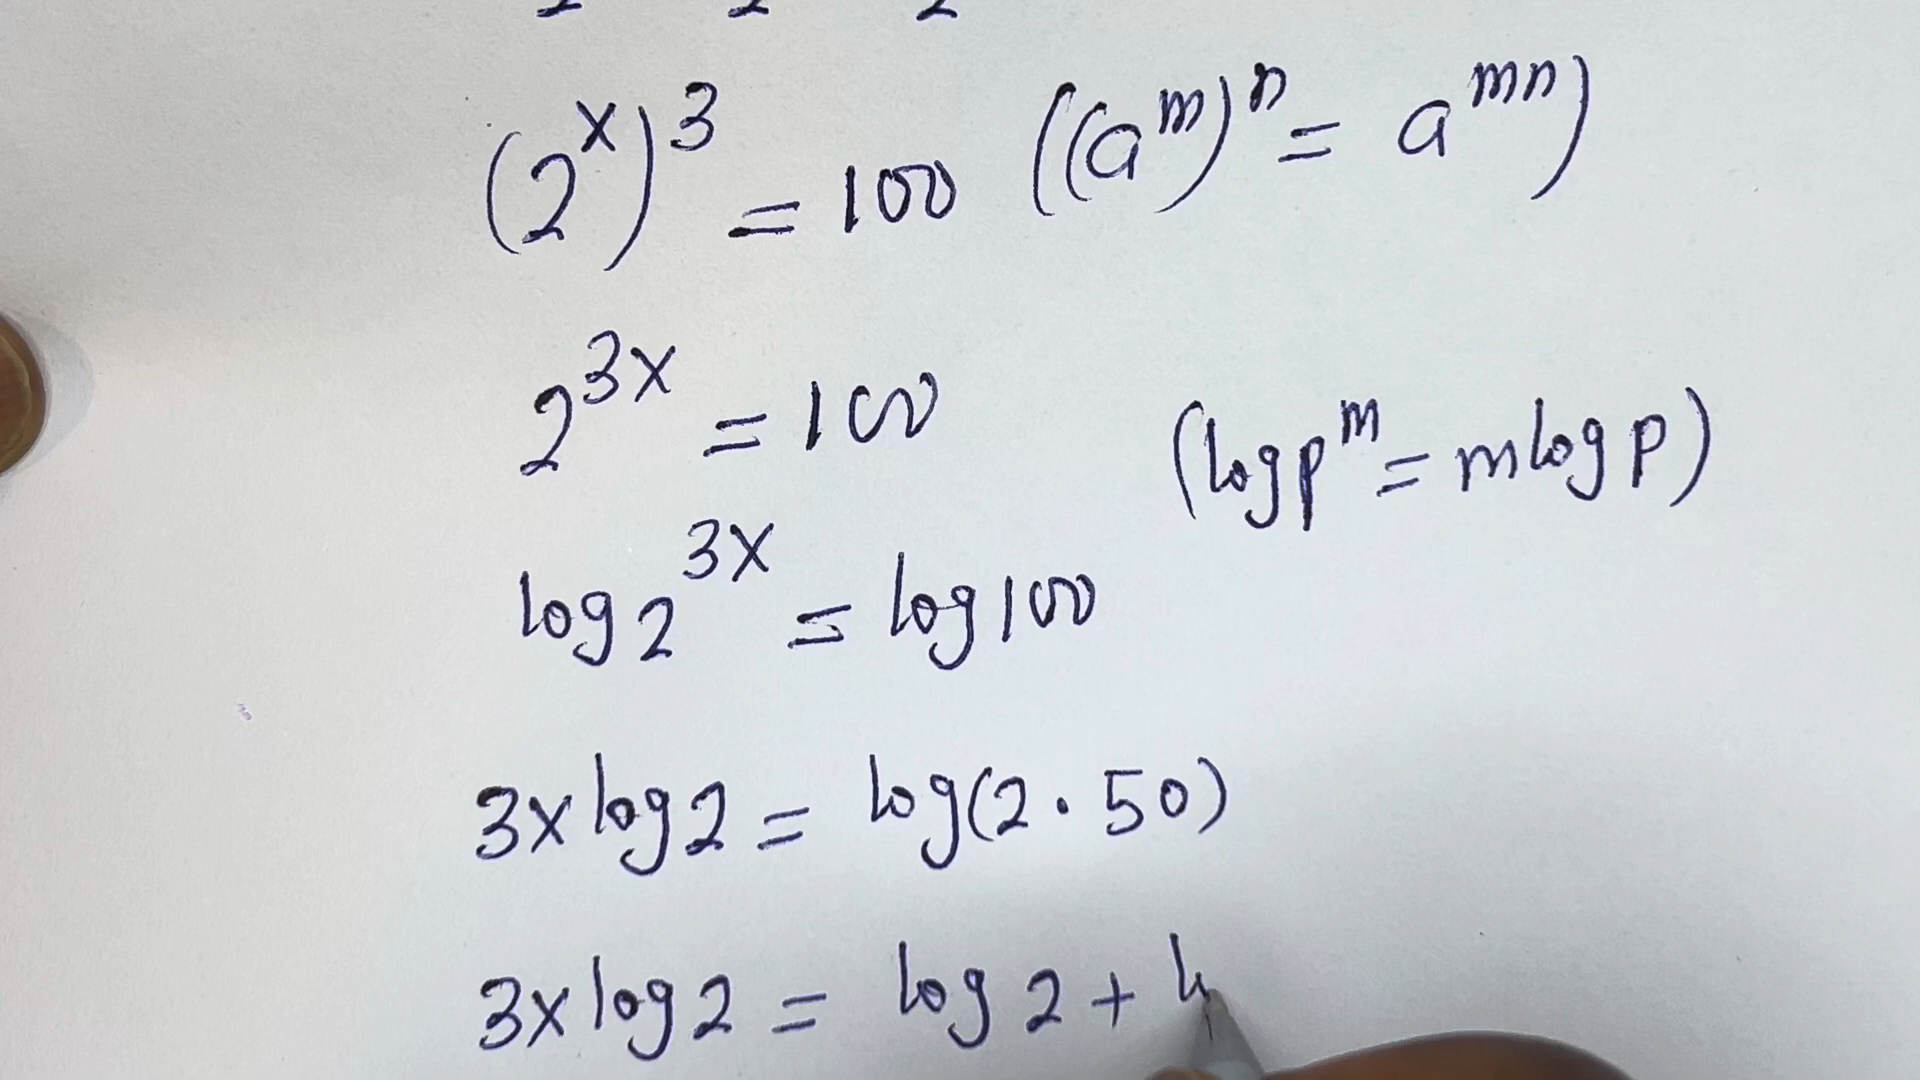 (2^x)^3 = 100 ((a^m)^n = a^mn)
2^3x = 100
(log p^m = m log p)
log 2^3x = log 100
3x log 2 = log(2 · 50)
3x log 2 = log 2 +